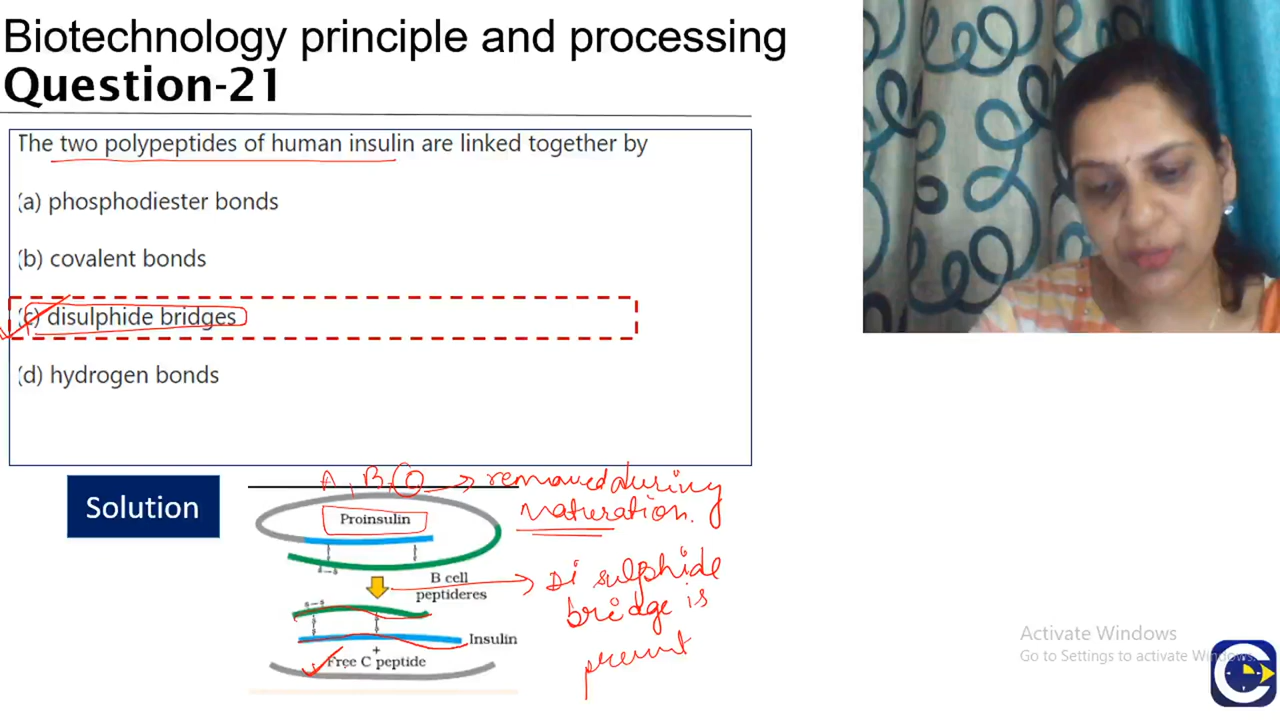 Biotechnology principle and processing
Question-21
The two polypeptides of human insulin are linked together by
(a) phosphodiester bonds
(b) covalent bonds
(c) disulphide bridges
(d) hydrogen bonds
Solution
A, B, C → removed during
maturation.
Proinsulin
s-s
B cell
peptideres
Di sulphide
bridge is
present
s-s
Insulin
+
Free C peptide
Activate Windows
Go to Settings to activate Windows.